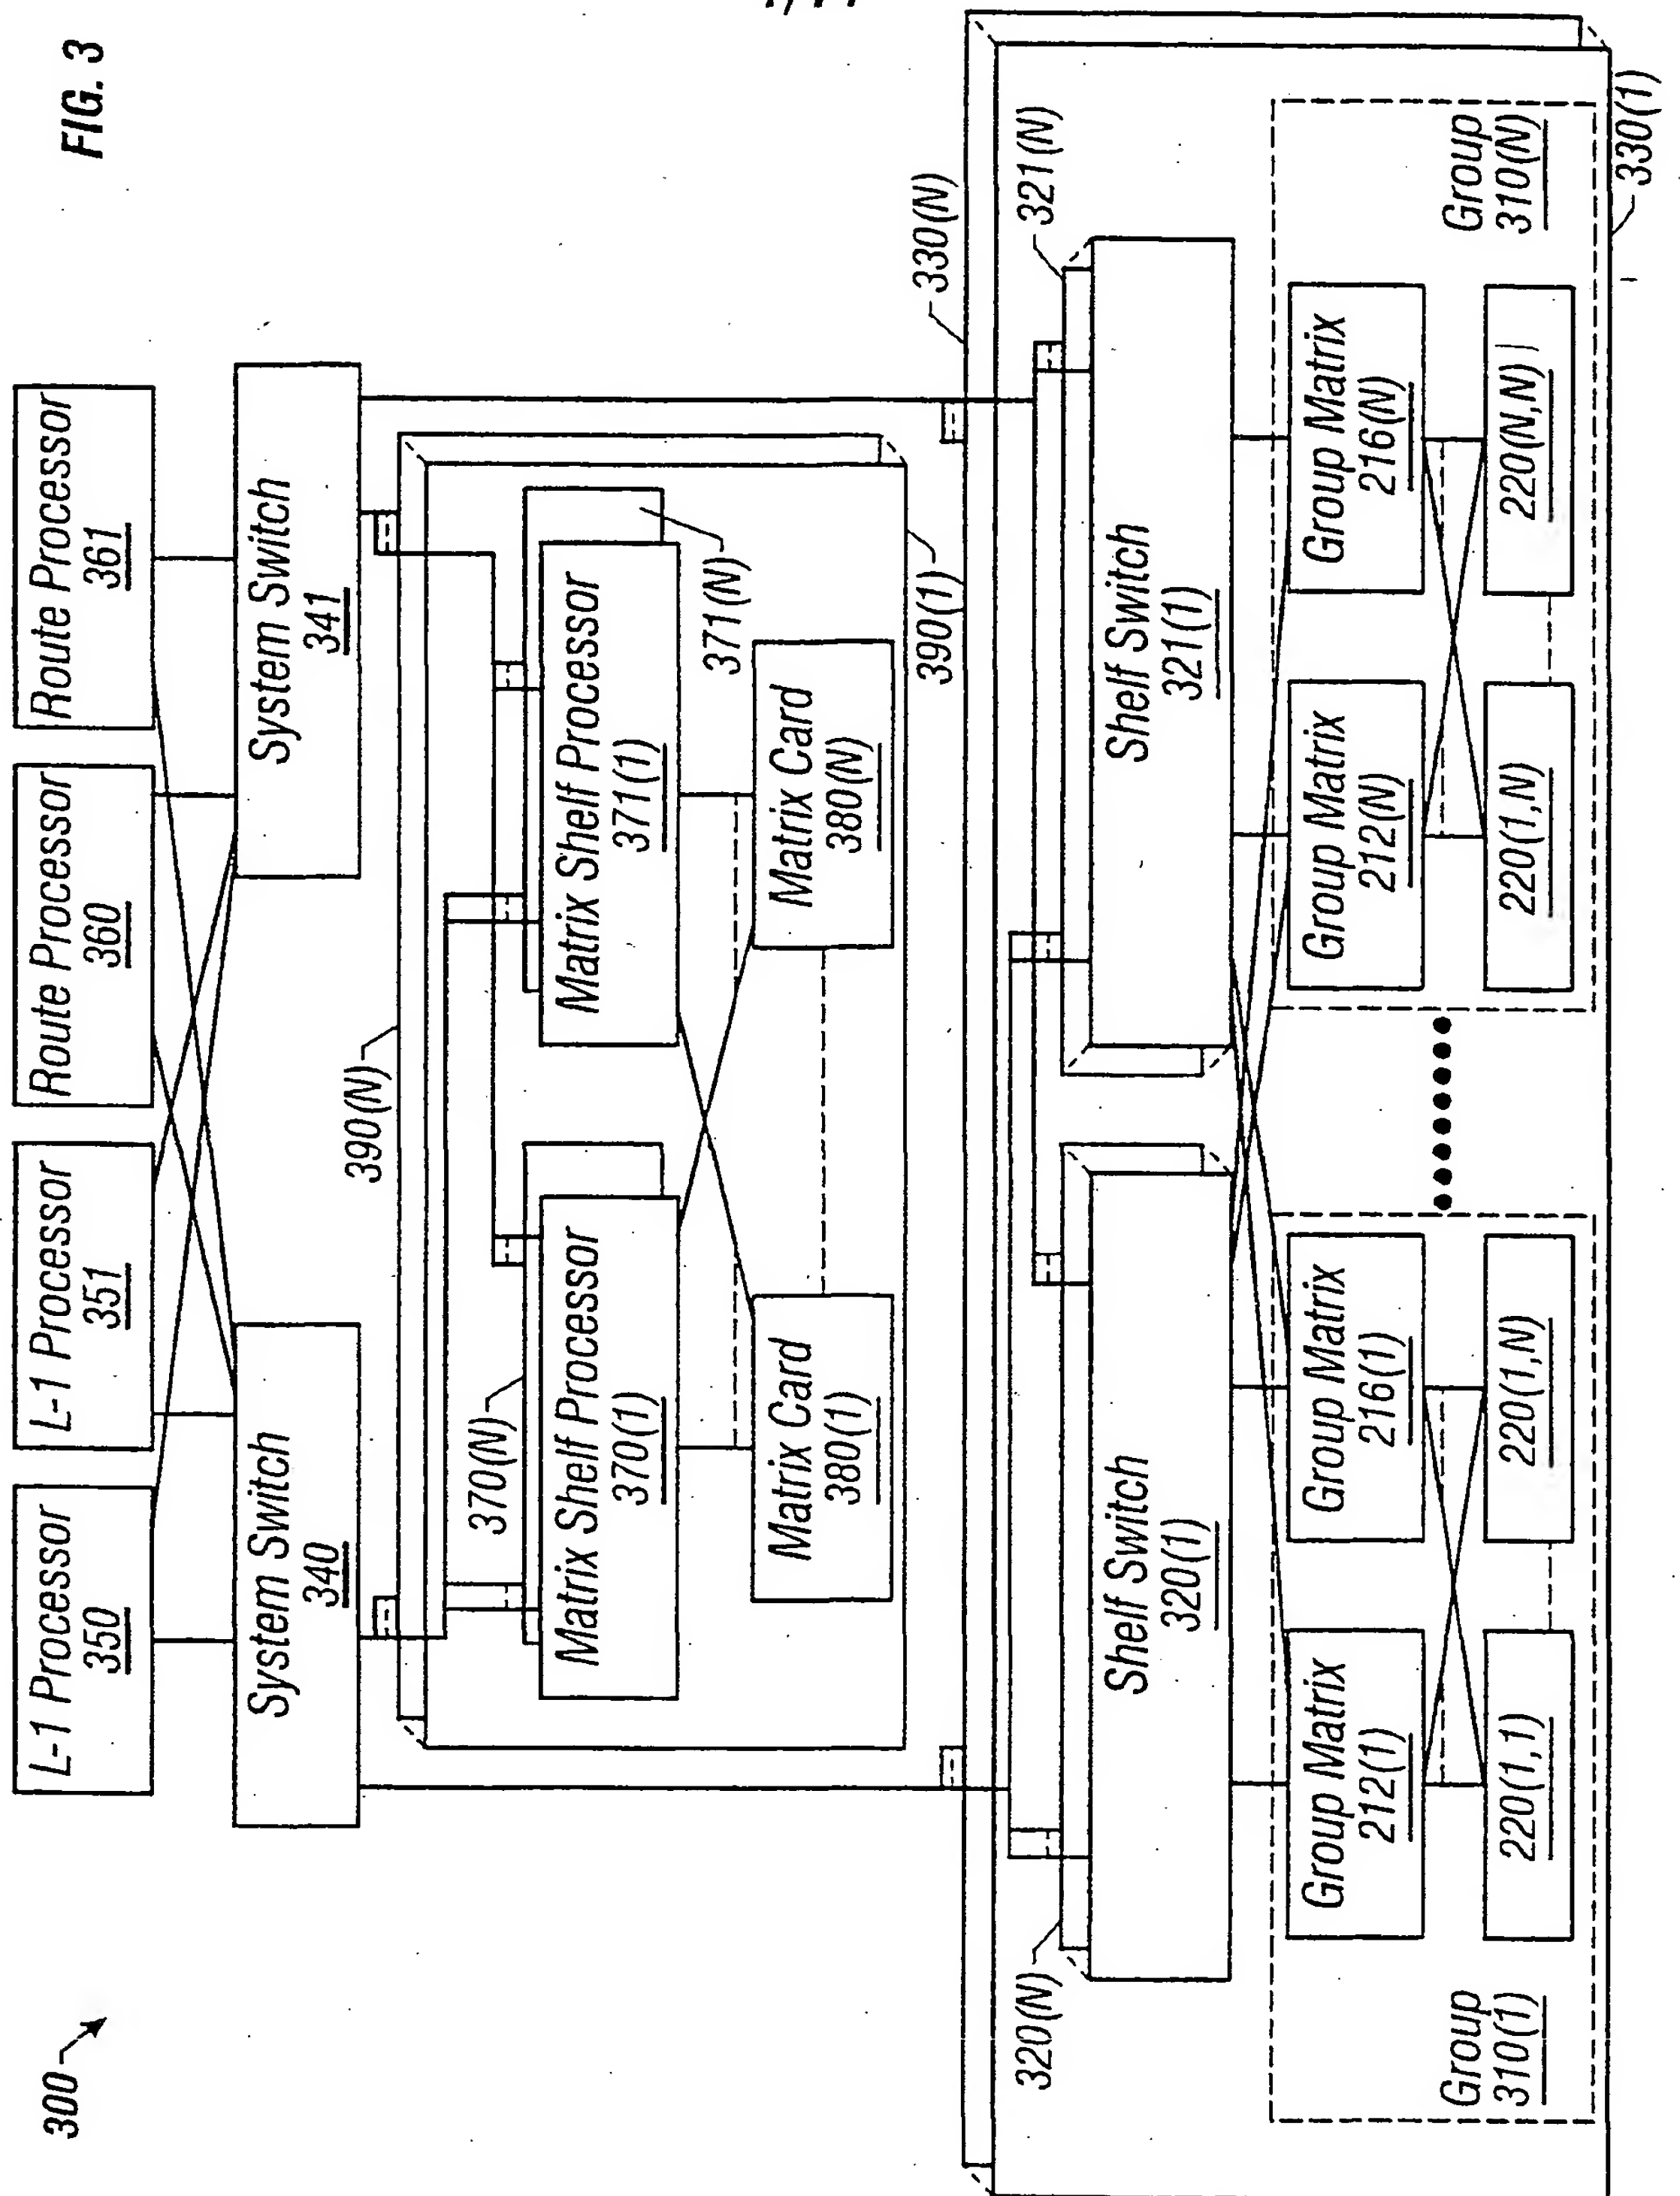 300
FIG. 3
L-1 Processor
350
L-1 Processor
351
Route Processor
360
Route Processor
361
System Switch
340
System Switch
341
390(N)
370(N)
Matrix Shelf Processor
370(1)
Matrix Shelf Processor
371(1)
371(N)
Matrix Card
380(1)
Matrix Card
380(N)
390(1)
330(N)
320(N)
321(N)
Shelf Switch
320(1)
Shelf Switch
321(1)
Group Matrix
212(1)
Group Matrix
216(1)
Group Matrix
212(N)
Group Matrix
216(N)
Group
310(1)
220(1,1)
220(1,N)
220(1,N)
220(N,N)
Group
310(N)
330(1)